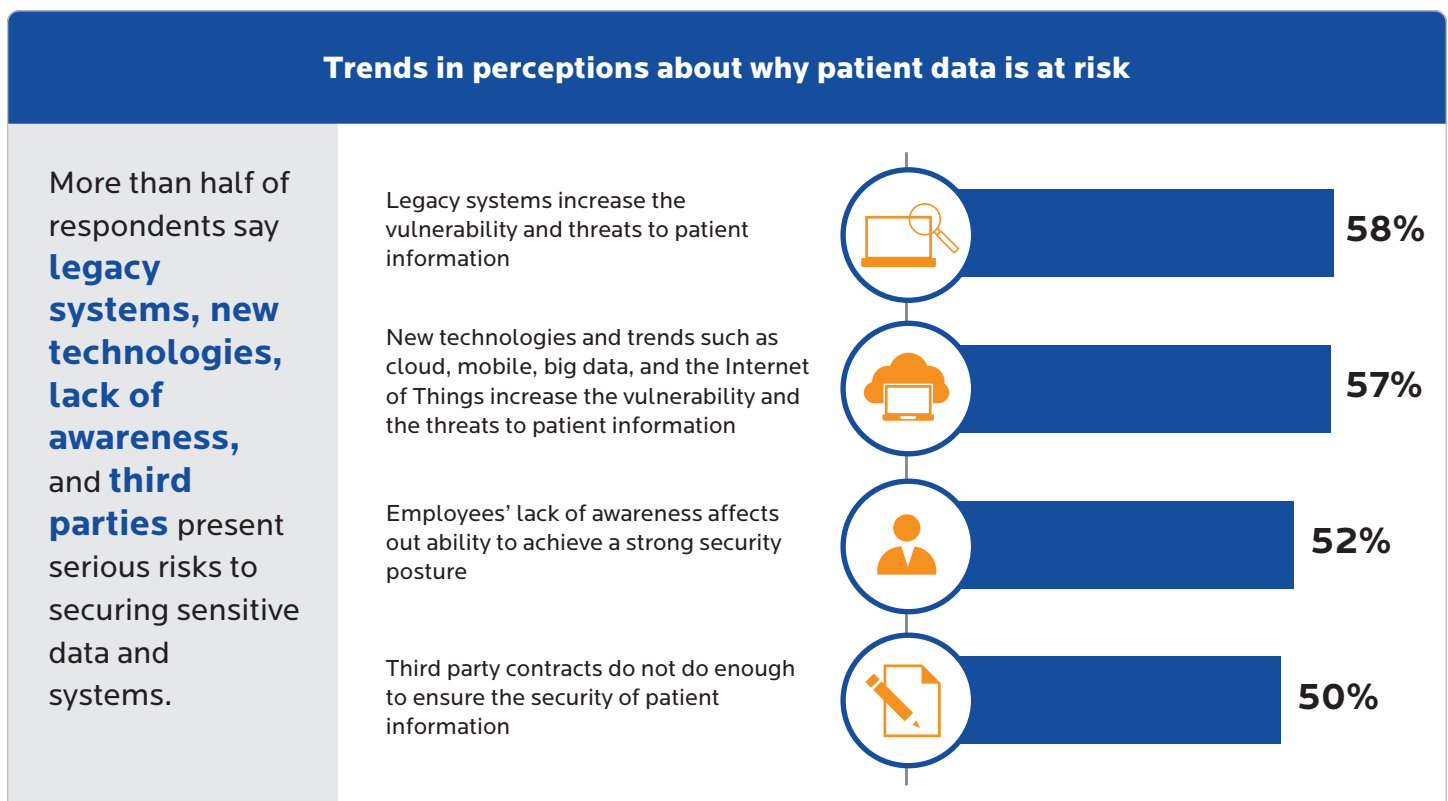 Trends in perceptions about why patient data is at risk
More than half of
respondents say
legacy
systems, new
technologies,
lack of
awareness,
and third
parties present
serious risks to
securing sensitive
data and
systems.
Legacy systems increase the
vulnerability and threats to patient
information
58%
New technologies and trends such as
cloud, mobile, big data, and the Internet
of Things increase the vulnerability and
the threats to patient information
57%
Employees’ lack of awareness affects
out ability to achieve a strong security
posture
52%
Third party contracts do not do enough
to ensure the security of patient
information
50%